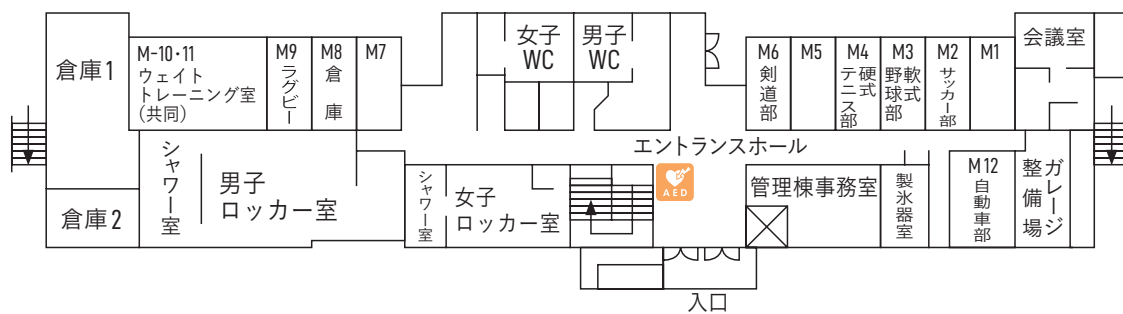 倉庫1
M-10・11
ウェイト
トレーニング室
(共同)
M9
ラグビー
M8
倉庫
M7
女子
WC
男子
WC
M6
剣道部
M5
M4
硬式
テニス部
M3
軟式
野球部
M2
サッカー部
M1
会議室
エントランスホール
シャワー室
男子
ロッカー室
倉庫2
シャワー室
女子
ロッカー室
AED
管理棟事務室
製氷器室
M12
自動車部
ガレージ
整備場
入口